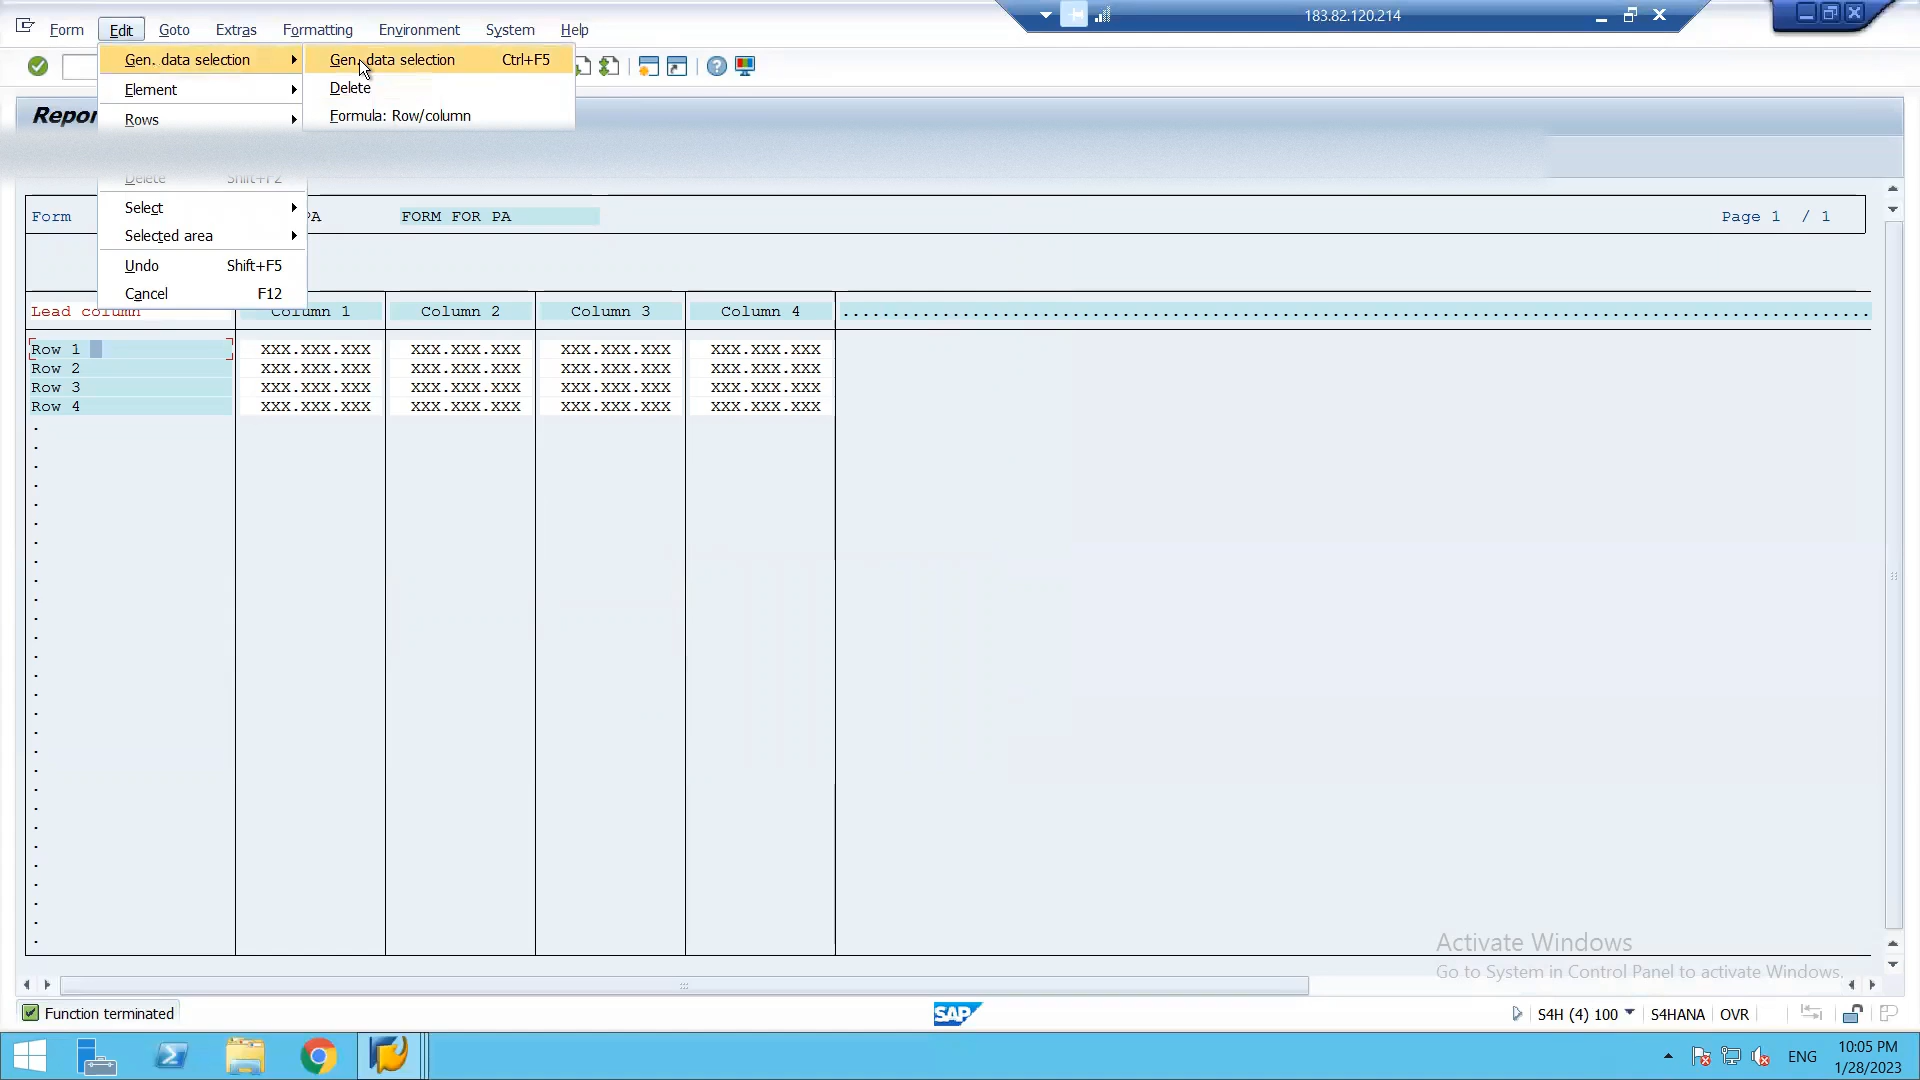 Form Edit Goto Extras Formatting Environment System Help
183.82.120.214
Gen. data selection
Gen. data selection Ctrl+F5
Element
Delete
Rows
Formula: Row/column
Repor
Delete Shift+F2
Select
Selected area
Undo Shift+F5
Cancel F12
Form PA FORM FOR PA Page 1 / 1
Lead column Column 1 Column 2 Column 3 Column 4 ........................................................................................................
Row 1 XXX.XXX.XXX XXX.XXX.XXX XXX.XXX.XXX XXX.XXX.XXX
Row 2 XXX.XXX.XXX XXX.XXX.XXX XXX.XXX.XXX XXX.XXX.XXX
Row 3 XXX.XXX.XXX XXX.XXX.XXX XXX.XXX.XXX XXX.XXX.XXX
Row 4 XXX.XXX.XXX XXX.XXX.XXX XXX.XXX.XXX XXX.XXX.XXX
Activate Windows
Go to System in Control Panel to activate Windows.
Function terminated
SAP
S4H (4) 100 S4HANA OVR
ENG
10:05 PM
1/28/2023